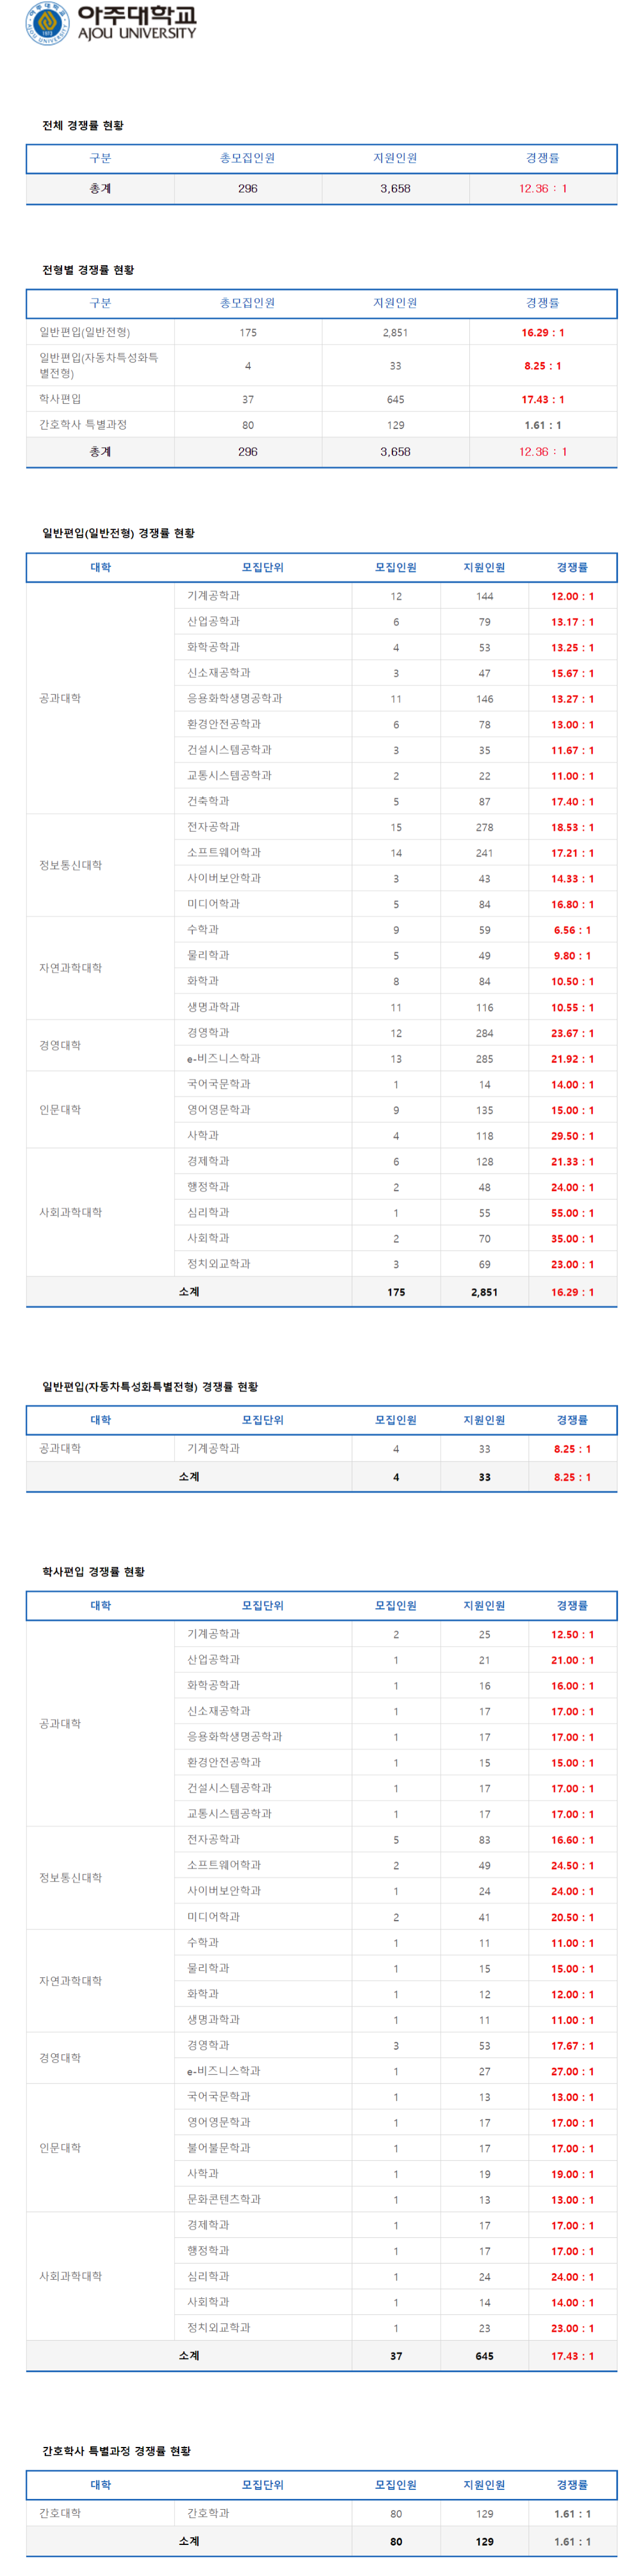 아주대학교
AJOU UNIVERSITY
전체 경쟁률 현황
구분 총모집인원 지원인원 경쟁률
총계 296 3,658 12.36 : 1
전형별 경쟁률 현황
구분 총모집인원 지원인원 경쟁률
일반편입(일반전형) 175 2,851 16.29 : 1
일반편입(자동차특성화특
별전형) 4 33 8.25 : 1
학사편입 37 645 17.43 : 1
간호학사 특별과정 80 129 1.61 : 1
총계 296 3,658 12.36 : 1
일반편입(일반전형) 경쟁률 현황
대학 모집단위 모집인원 지원인원 경쟁률
공과대학 기계공학과 12 144 12.00 : 1
산업공학과 6 79 13.17 : 1
화학공학과 4 53 13.25 : 1
신소재공학과 3 47 15.67 : 1
응용화학생명공학과 11 146 13.27 : 1
환경안전공학과 6 78 13.00 : 1
건설시스템공학과 3 35 11.67 : 1
교통시스템공학과 2 22 11.00 : 1
건축학과 5 87 17.40 : 1
정보통신대학 전자공학과 15 278 18.53 : 1
소프트웨어학과 14 241 17.21 : 1
사이버보안학과 3 43 14.33 : 1
미디어학과 5 84 16.80 : 1
자연과학대학 수학과 9 59 6.56 : 1
물리학과 5 49 9.80 : 1
화학과 8 84 10.50 : 1
생명과학과 11 116 10.55 : 1
경영대학 경영학과 12 284 23.67 : 1
e-비즈니스학과 13 285 21.92 : 1
인문대학 국어국문학과 1 14 14.00 : 1
영어영문학과 9 135 15.00 : 1
사학과 4 118 29.50 : 1
사회과학대학 경제학과 6 128 21.33 : 1
행정학과 2 48 24.00 : 1
심리학과 1 55 55.00 : 1
사회학과 2 70 35.00 : 1
정치외교학과 3 69 23.00 : 1
소계 175 2,851 16.29 : 1
일반편입(자동차특성화특별전형) 경쟁률 현황
대학 모집단위 모집인원 지원인원 경쟁률
공과대학 기계공학과 4 33 8.25 : 1
소계 4 33 8.25 : 1
학사편입 경쟁률 현황
대학 모집단위 모집인원 지원인원 경쟁률
공과대학 기계공학과 2 25 12.50 : 1
산업공학과 1 21 21.00 : 1
화학공학과 1 16 16.00 : 1
신소재공학과 1 17 17.00 : 1
응용화학생명공학과 1 17 17.00 : 1
환경안전공학과 1 15 15.00 : 1
건설시스템공학과 1 17 17.00 : 1
교통시스템공학과 1 17 17.00 : 1
정보통신대학 전자공학과 5 83 16.60 : 1
소프트웨어학과 2 49 24.50 : 1
사이버보안학과 1 24 24.00 : 1
미디어학과 2 41 20.50 : 1
자연과학대학 수학과 1 11 11.00 : 1
물리학과 1 15 15.00 : 1
화학과 1 12 12.00 : 1
생명과학과 1 11 11.00 : 1
경영대학 경영학과 3 53 17.67 : 1
e-비즈니스학과 1 27 27.00 : 1
인문대학 국어국문학과 1 13 13.00 : 1
영어영문학과 1 17 17.00 : 1
불어불문학과 1 17 17.00 : 1
사학과 1 19 19.00 : 1
문화콘텐츠학과 1 13 13.00 : 1
사회과학대학 경제학과 1 17 17.00 : 1
행정학과 1 17 17.00 : 1
심리학과 1 24 24.00 : 1
사회학과 1 14 14.00 : 1
정치외교학과 1 23 23.00 : 1
소계 37 645 17.43 : 1
간호학사 특별과정 경쟁률 현황
대학 모집단위 모집인원 지원인원 경쟁률
간호대학 간호학과 80 129 1.61 : 1
소계 80 129 1.61 : 1